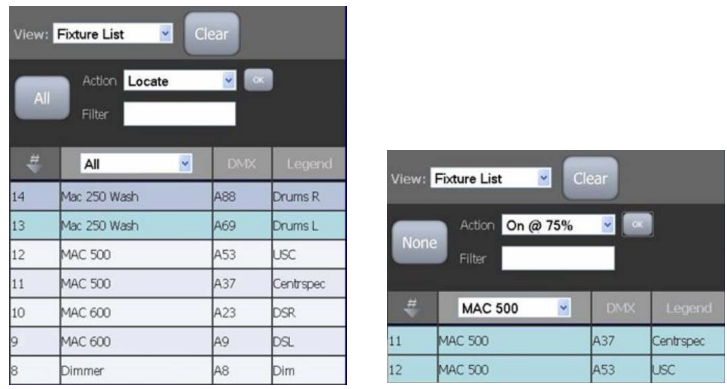 View: Fixture List Clear
All Action Locate OK
Filter
# All DMX Legend
14 Mac 250 Wash A88 Drums R
13 Mac 250 Wash A69 Drums L
12 MAC 500 A53 USC
11 MAC 500 A37 Centrspec
10 MAC 600 A23 DSR
9 MAC 600 A9 DSL
8 Dimmer A8 Dim
View: Fixture List Clear
None Action On @ 75% OK
Filter
# MAC 500 DMX Legend
11 MAC 500 A37 Centrspec
12 MAC 500 A53 USC